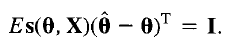 Es(θ, X)(θ̂ − θ)ᵀ = I.